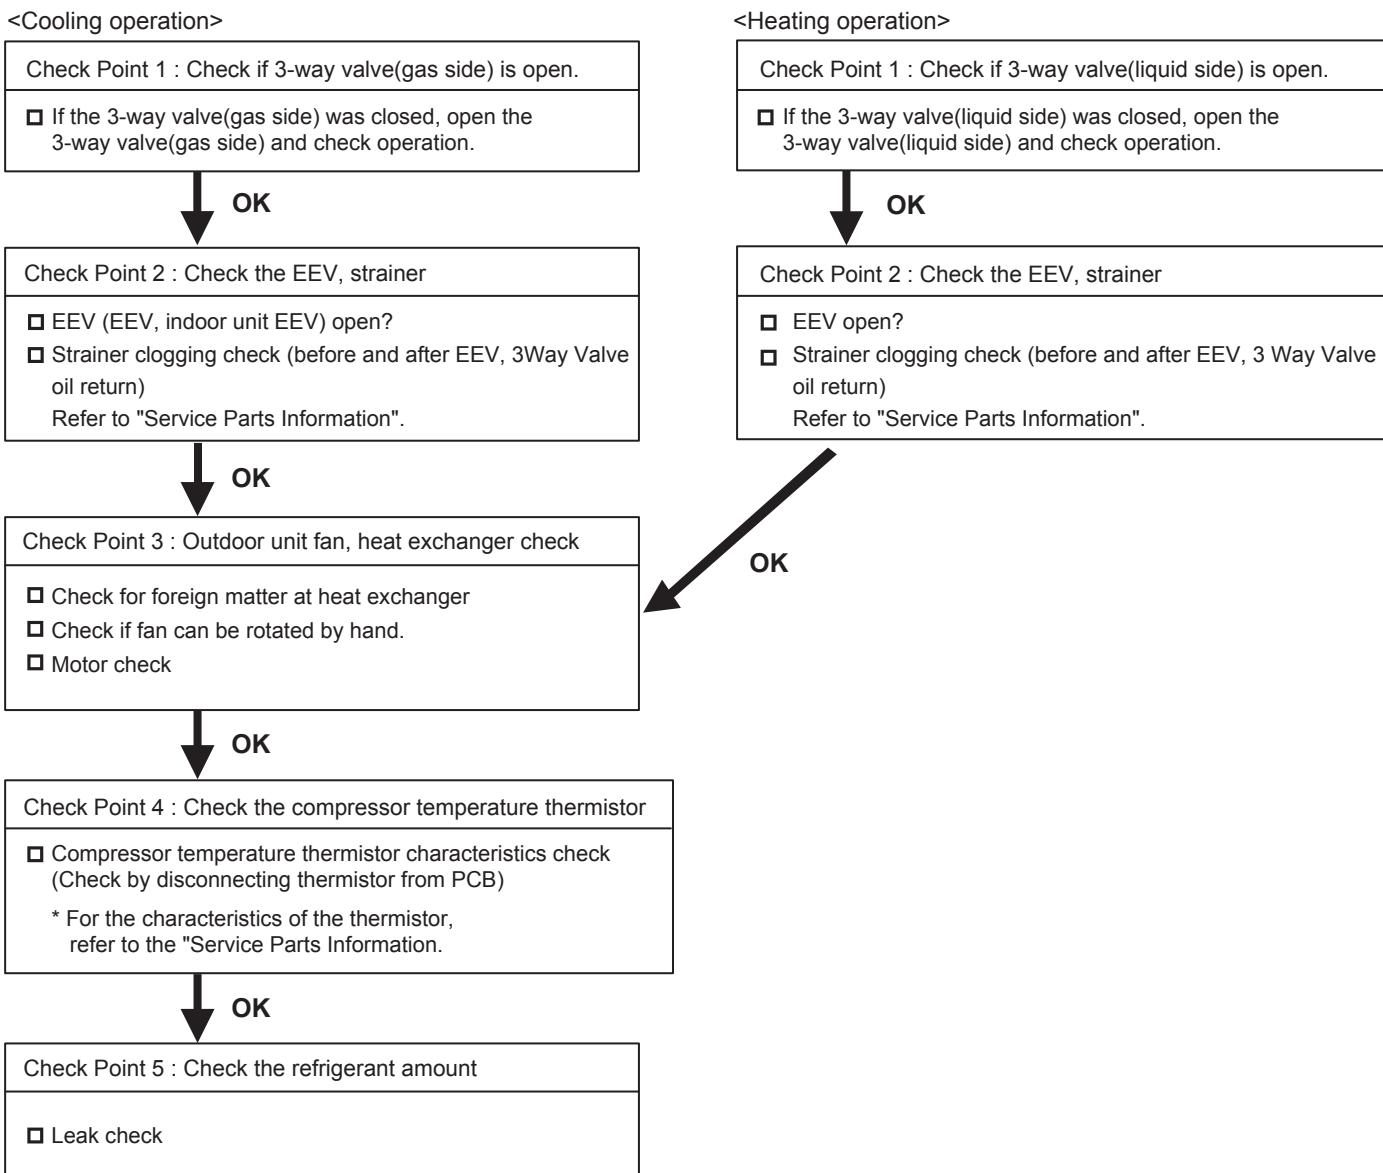 <Cooling operation>
Check Point 1 : Check if 3-way valve(gas side) is open.
If the 3-way valve(gas side) was closed, open the
3-way valve(gas side) and check operation.
OK
Check Point 2 : Check the EEV, strainer
EEV (EEV, indoor unit EEV) open?
Strainer clogging check (before and after EEV, 3Way Valve
oil return)
Refer to "Service Parts Information".
OK
<Heating operation>
Check Point 1 : Check if 3-way valve(liquid side) is open.
If the 3-way valve(liquid side) was closed, open the
3-way valve(liquid side) and check operation.
OK
Check Point 2 : Check the EEV, strainer
EEV open?
Strainer clogging check (before and after EEV, 3 Way Valve
oil return)
Refer to "Service Parts Information".
OK
Check Point 3 : Outdoor unit fan, heat exchanger check
Check for foreign matter at heat exchanger
Check if fan can be rotated by hand.
Motor check
OK
Check Point 4 : Check the compressor temperature thermistor
Compressor temperature thermistor characteristics check
(Check by disconnecting thermistor from PCB)
* For the characteristics of the thermistor,
refer to the "Service Parts Information.
OK
Check Point 5 : Check the refrigerant amount
Leak check